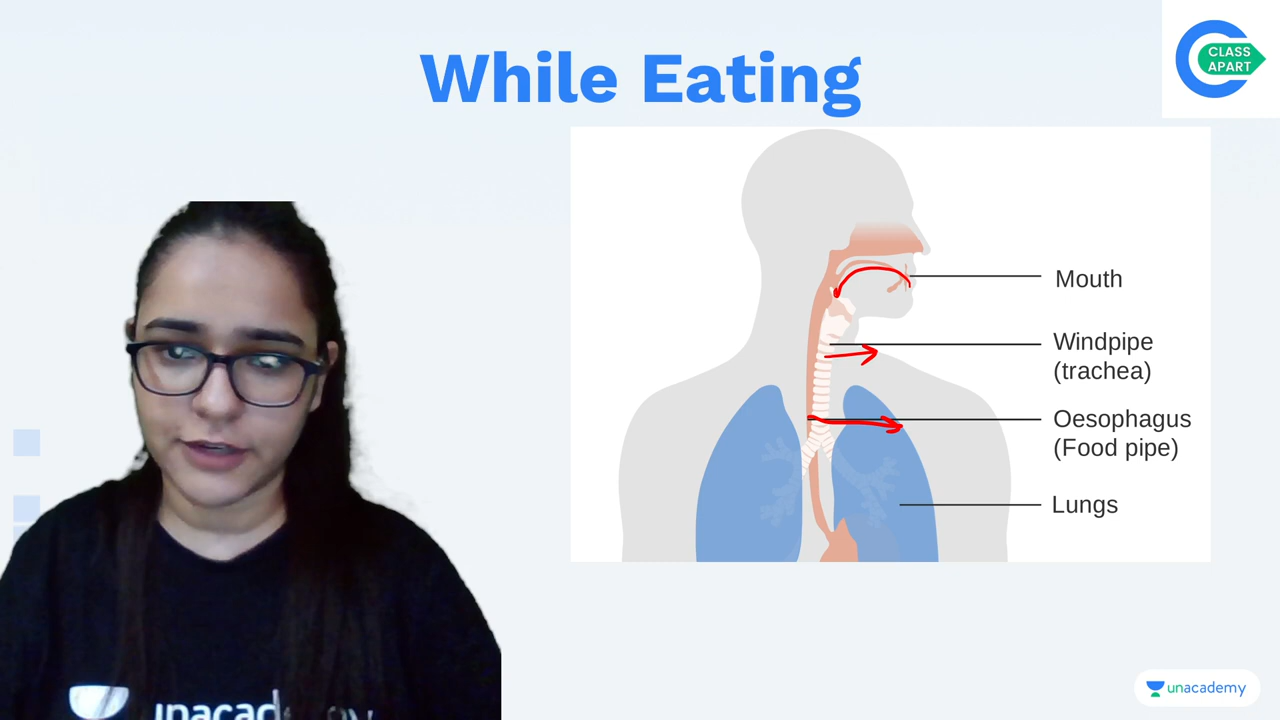 While Eating
CLASS
APART
Mouth
Windpipe
(trachea)
Oesophagus
(Food pipe)
Lungs
unacademy